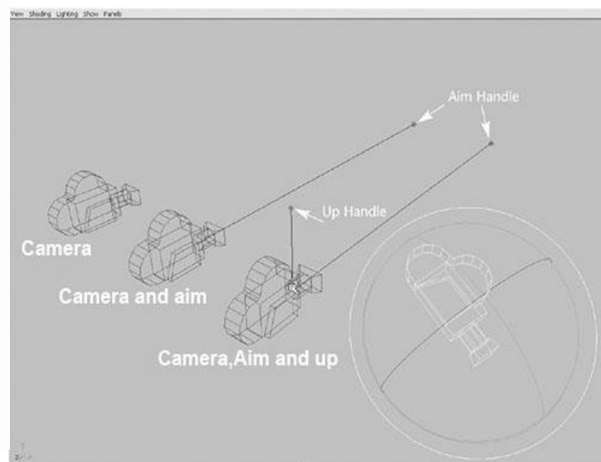 View Shading Lighting Show Panels
Aim Handle
Up Handle
Camera
Camera and aim
Camera,Aim and up